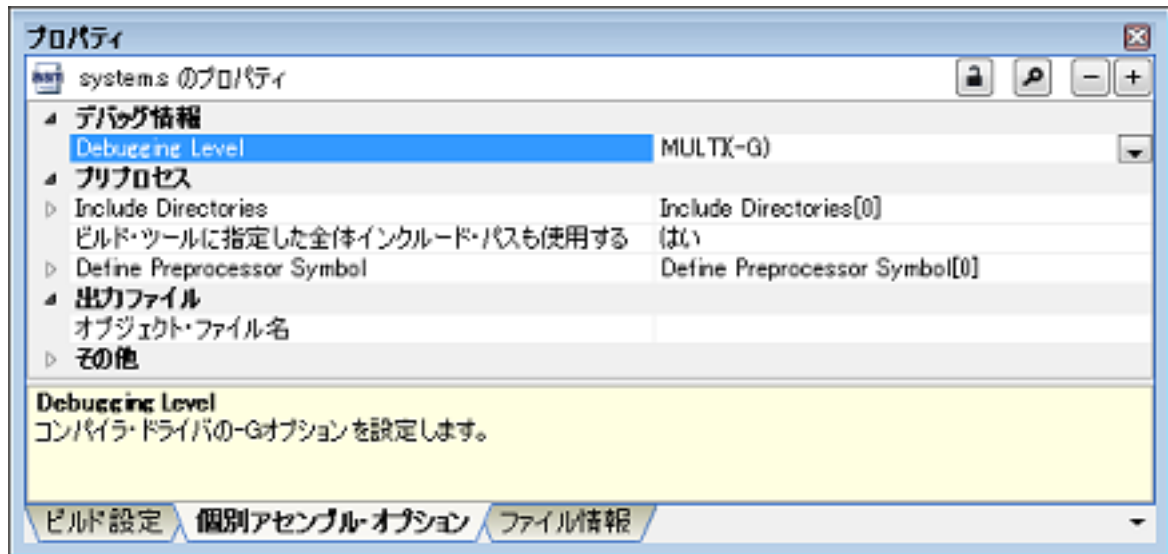 プロパティ
system.s のプロパティ
デバッグ情報
Debugging Level MULTI(-G)
プリプロセス
Include Directories Include Directories[0]
ビルド・ツールに指定した全体インクルード・パスも使用する はい
Define Preprocessor Symbol Define Preprocessor Symbol[0]
出力ファイル
オブジェクト・ファイル名
その他
Debugging Level
コンパイラ・ドライバの-Gオプションを設定します。
ビルド設定 個別アセンブル・オプション ファイル情報